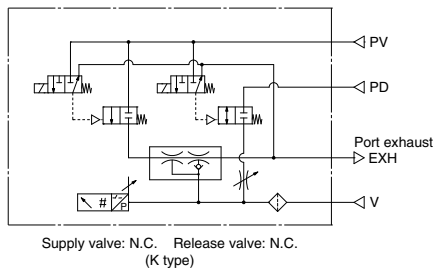 PV
PD
Port exhaust
EXH
# P
V
Supply valve: N.C. Release valve: N.C.
(K type)